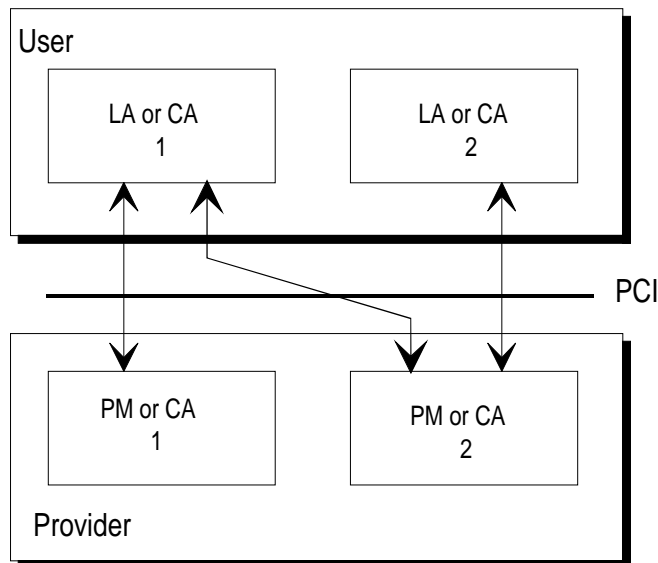 User
LA or CA
1
LA or CA
2
PCI
PM or CA
1
PM or CA
2
Provider